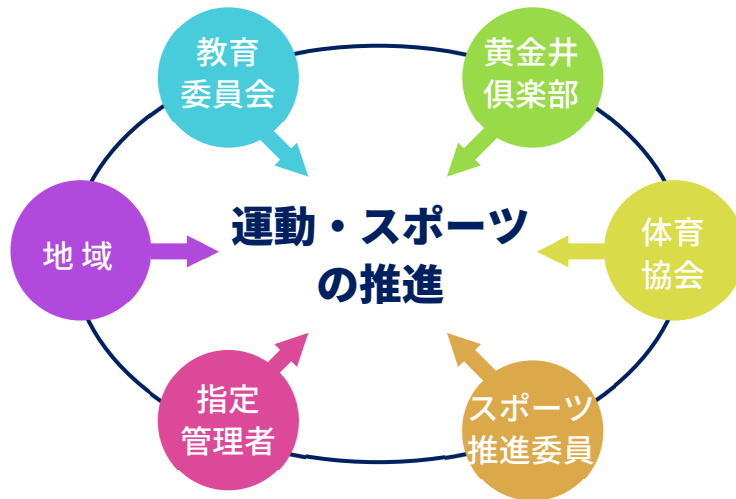 教育
委員会
黄金井
倶楽部
地 域
運動・スポーツ
の推進
体育
協会
指定
管理者
スポーツ
推進委員